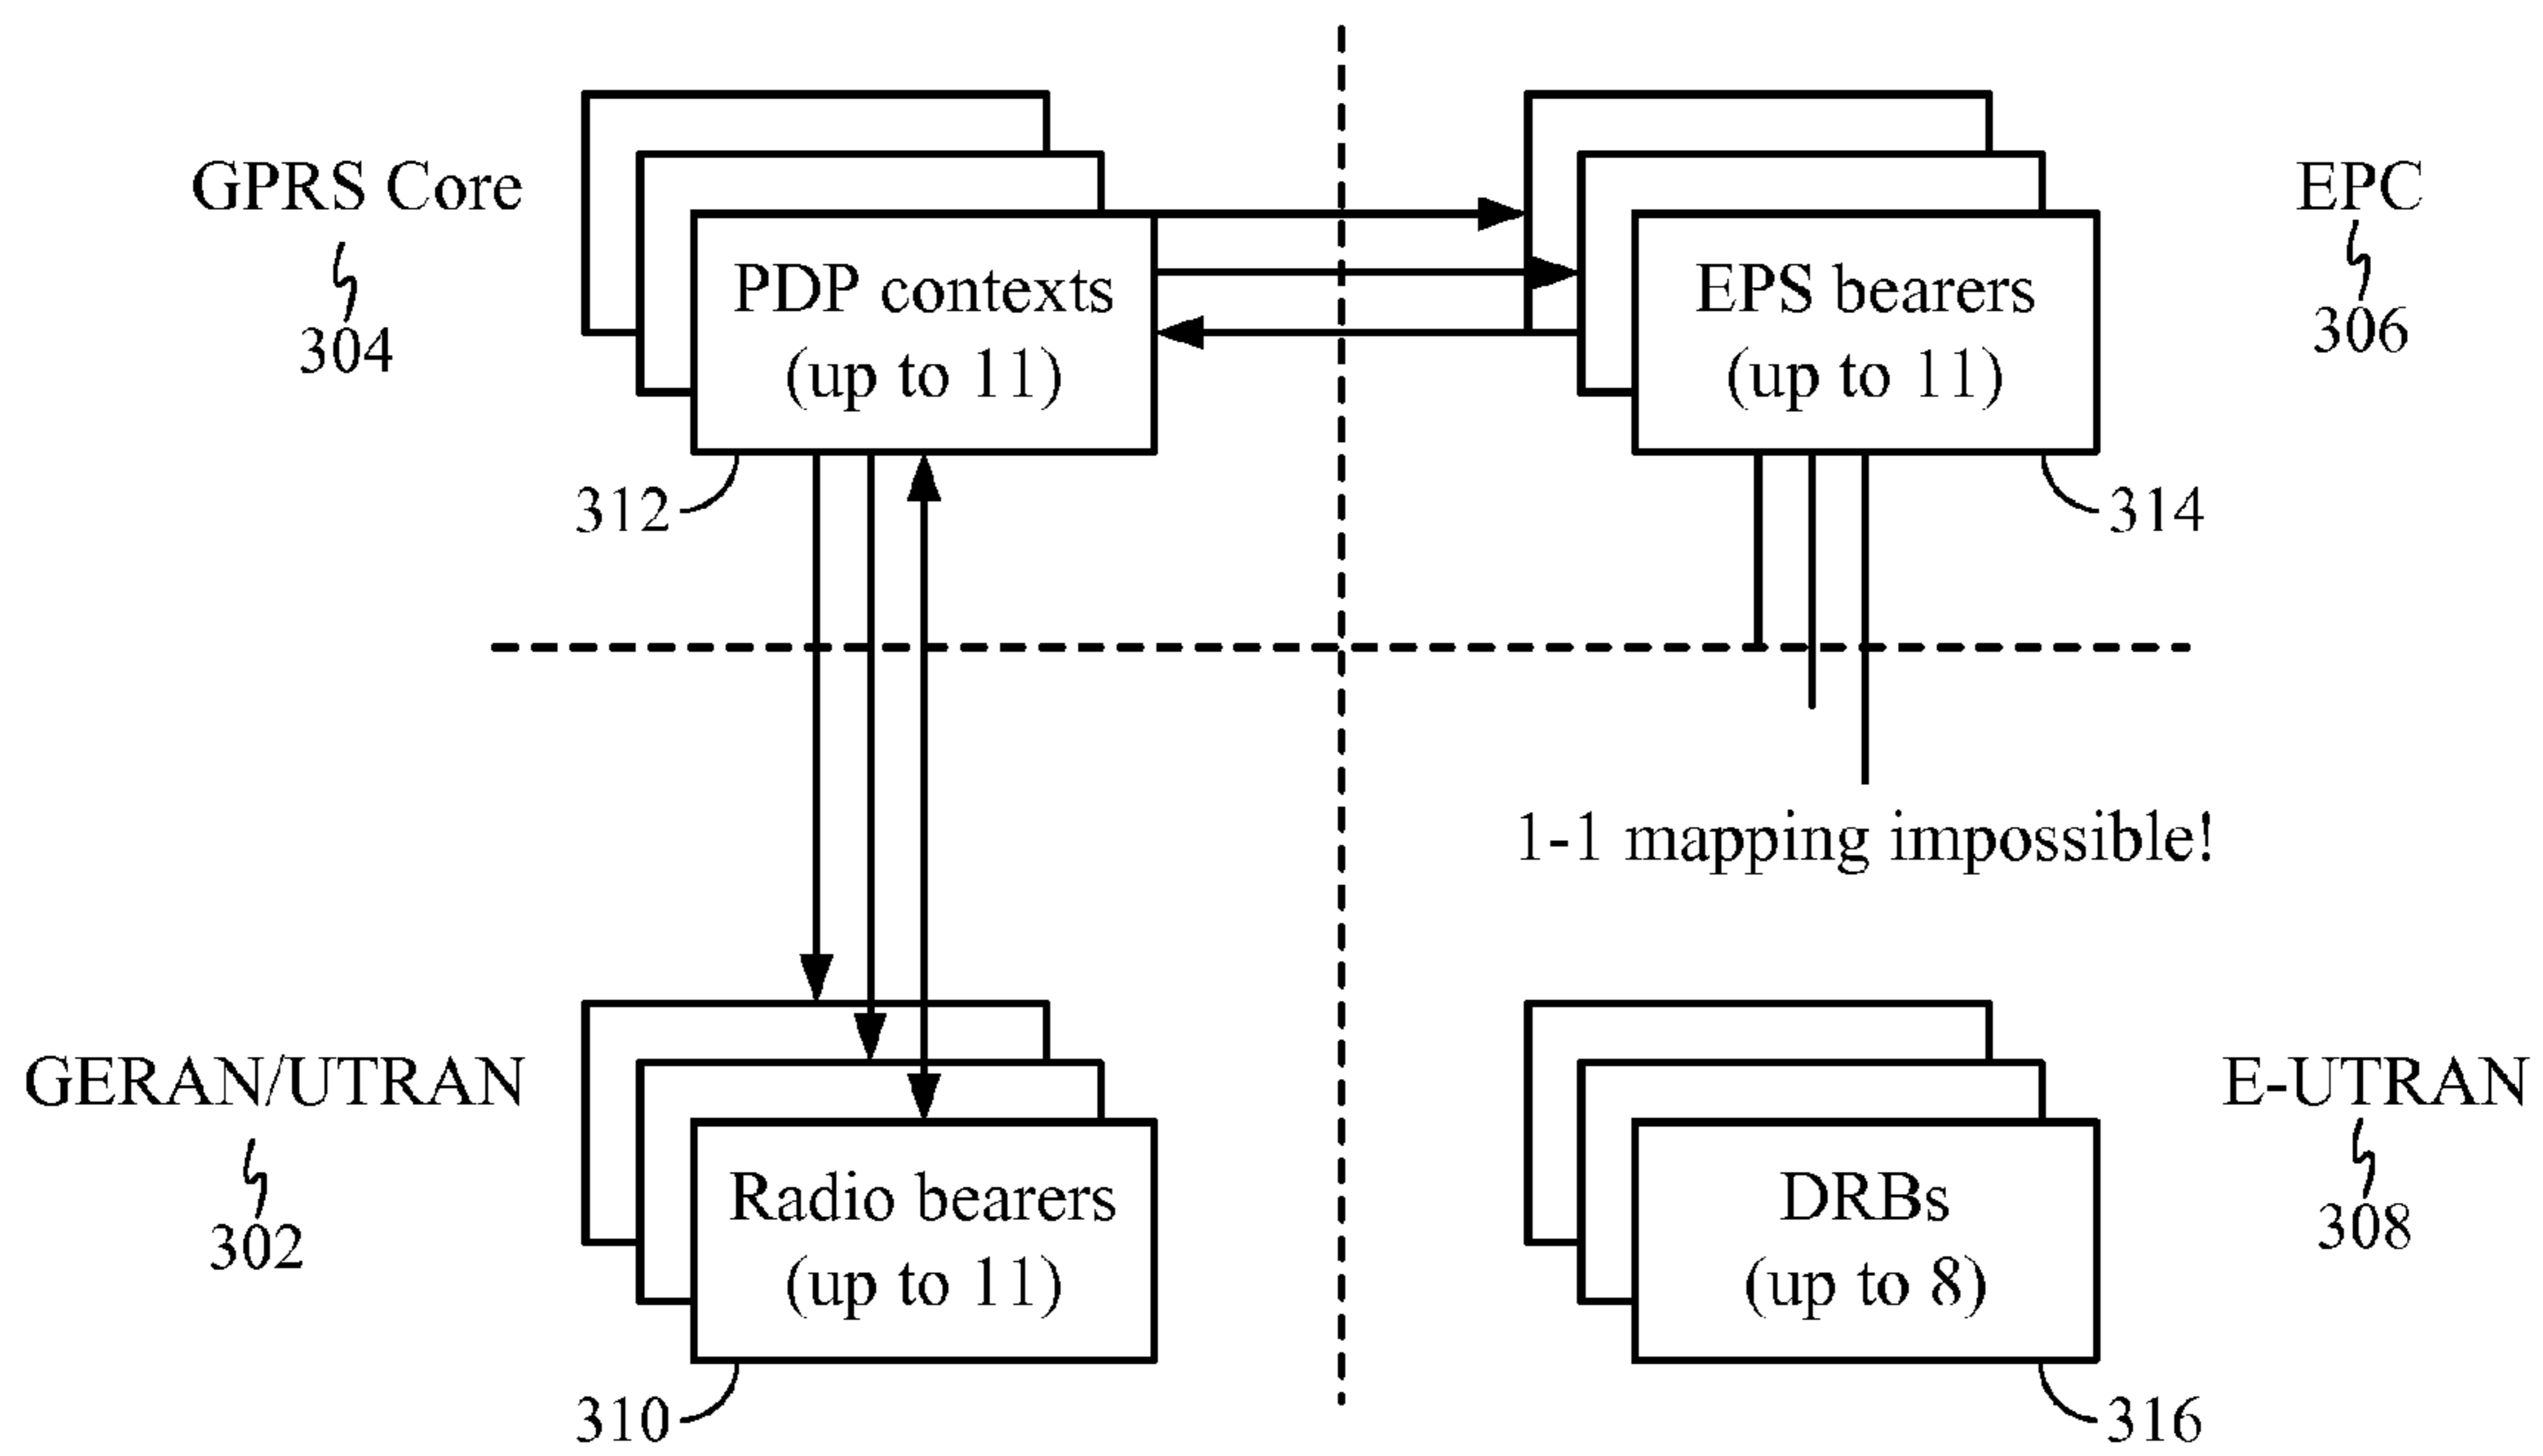 GPRS Core
304
PDP contexts
(up to 11)
312
EPS bearers
(up to 11)
314
EPC
306
1-1 mapping impossible!
GERAN/UTRAN
302
Radio bearers
(up to 11)
310
DRBs
(up to 8)
316
E-UTRAN
308